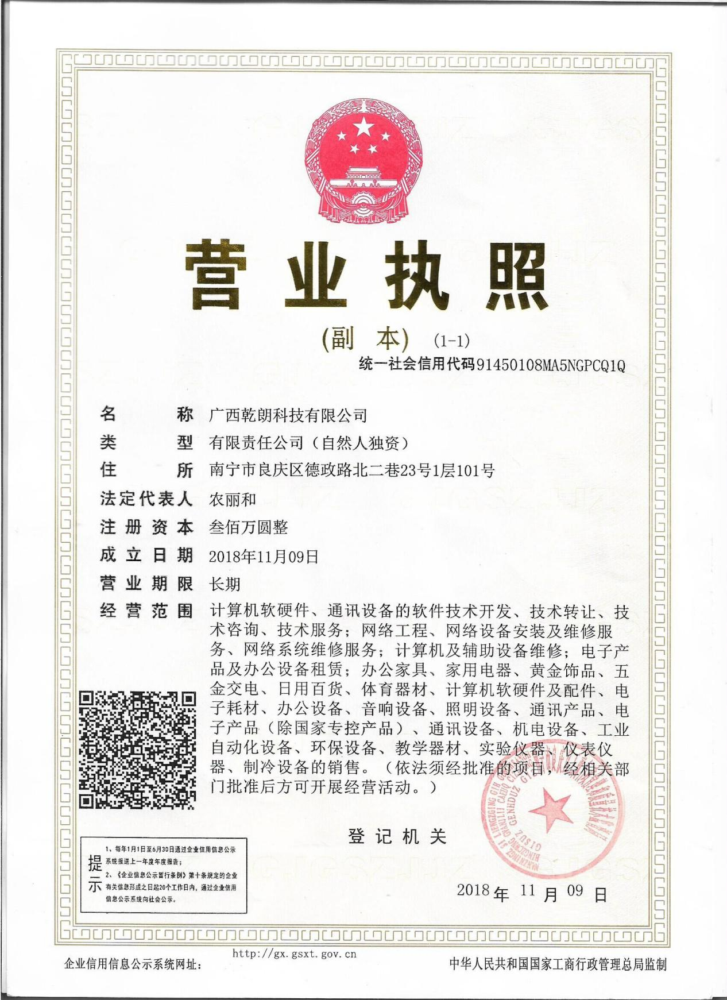 营业执照
(副 本) (1-1)
统一社会信用代码91450108MA5NGPCQ1Q
名称 广西乾朗科技有限公司
类型 有限责任公司（自然人独资）
住所 南宁市良庆区德政路北二巷23号1层101号
法定代表人 农丽和
注册资本 叁佰万圆整
成立日期 2018年11月09日
营业期限 长期
经营范围 计算机软硬件、通讯设备的软件技术开发、技术转让、技
术咨询、技术服务；网络工程、网络设备安装及维修服
务、网络系统维修服务；计算机及辅助设备维修；电子产
品及办公设备租赁；办公家具、家用电器、黄金饰品、五
金交电、日用百货、体育器材、计算机软硬件及配件、电
子耗材、办公设备、音响设备、照明设备、通讯产品、电
子产品（除国家专控产品）、通讯设备、机电设备、工业
自动化设备、环保设备、教学器材、实验仪器、仪表仪
器、制冷设备的销售。（依法须经批准的项目，经相关部
门批准后方可开展经营活动。）
登记机关
2018年11月09日
提示
1、每年1月1日至6月30日通过企业信用信息公示
系统报送上一年度年度报告；
2、《企业信息公示暂行条例》第十条规定的企业
有关信息形成之日起20个工作日内，通过企业信用
信息公示系统向社会公示。
企业信用信息公示系统网址：
http://gx.gsxt.gov.cn
中华人民共和国国家工商行政管理总局监制